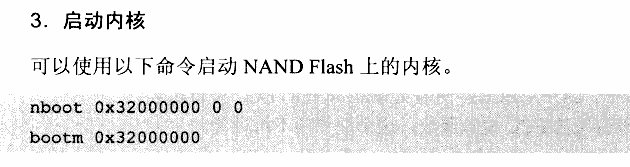 3．启动内核
可以使用以下命令启动 NAND Flash 上的内核。
nboot 0x32000000 0 0
bootm 0x32000000